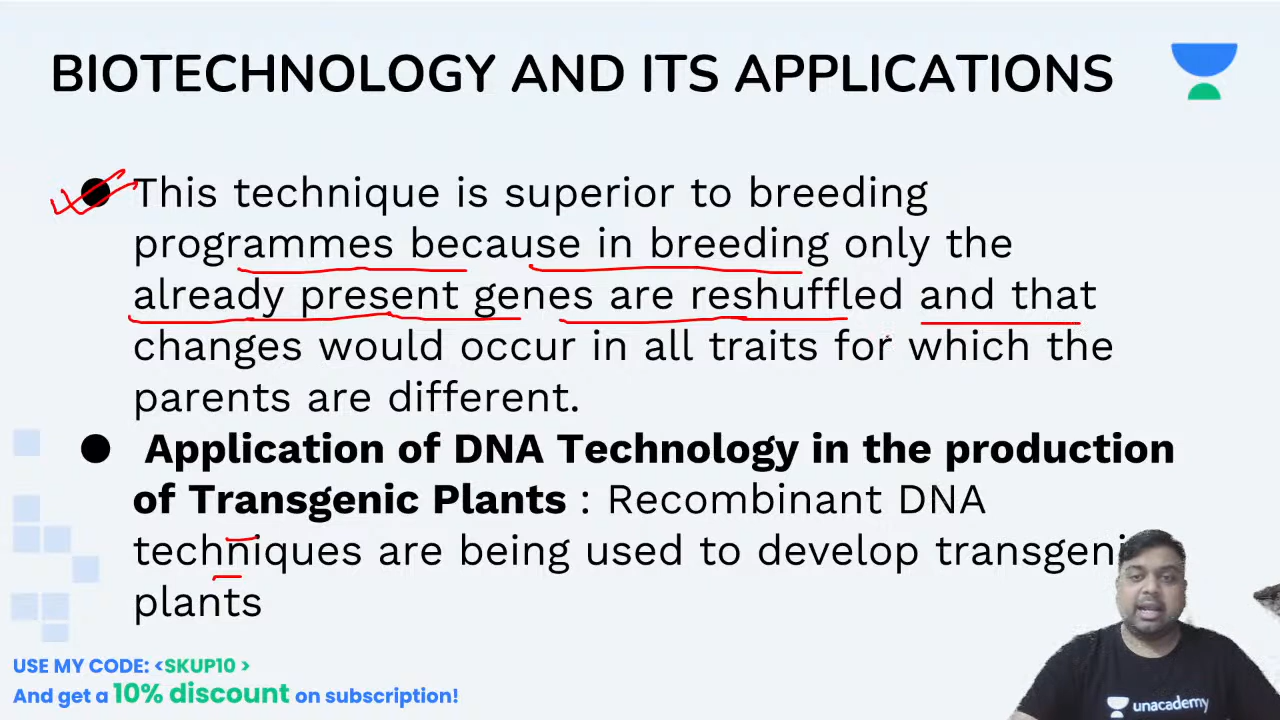 BIOTECHNOLOGY AND ITS APPLICATIONS
This technique is superior to breeding
programmes because in breeding only the
already present genes are reshuffled and that
changes would occur in all traits for which the
parents are different.
Application of DNA Technology in the production
of Transgenic Plants : Recombinant DNA
techniques are being used to develop transgeni
plants
USE MY CODE: <SKUP10 >
And get a 10% discount on subscription!
unacademy